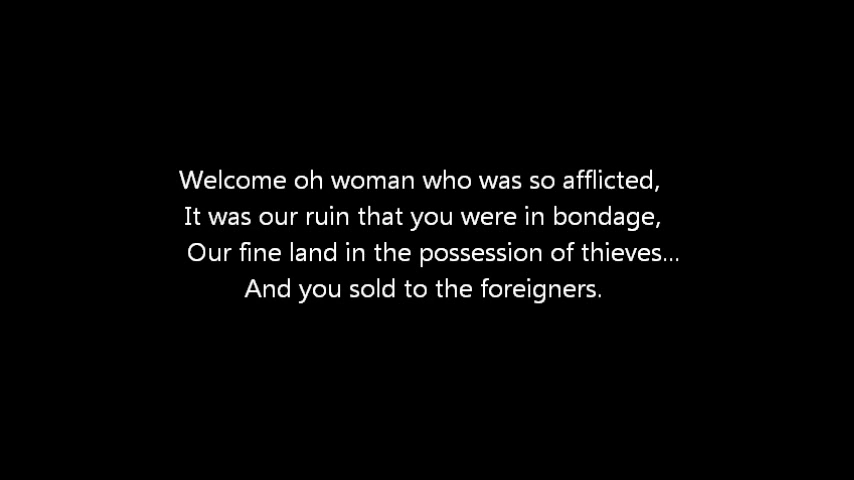 Welcome oh woman who was so afflicted,
It was our ruin that you were in bondage,
Our fine land in the possession of thieves...
And you sold to the foreigners.